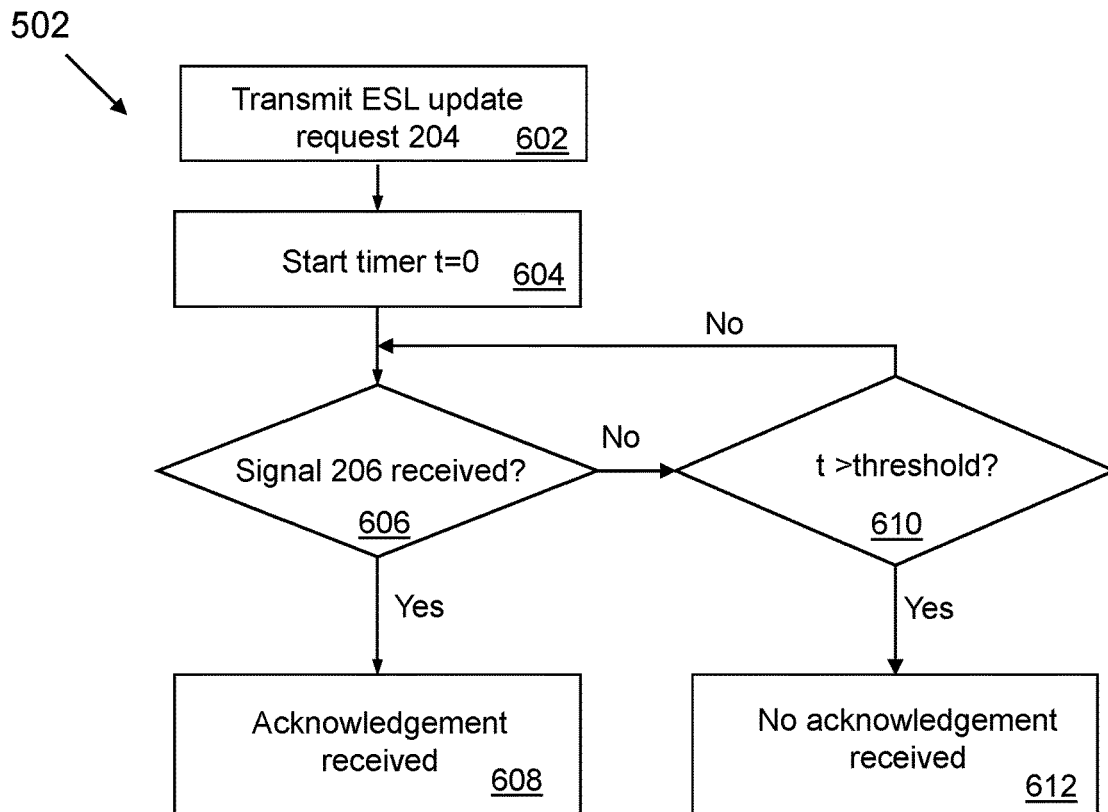 502
Transmit ESL update
request 204
602
Start timer t=0
604
No
Signal 206 received?
606
No
t >threshold?
610
Yes
Yes
Acknowledgement
received
608
No acknowledgement
received
612